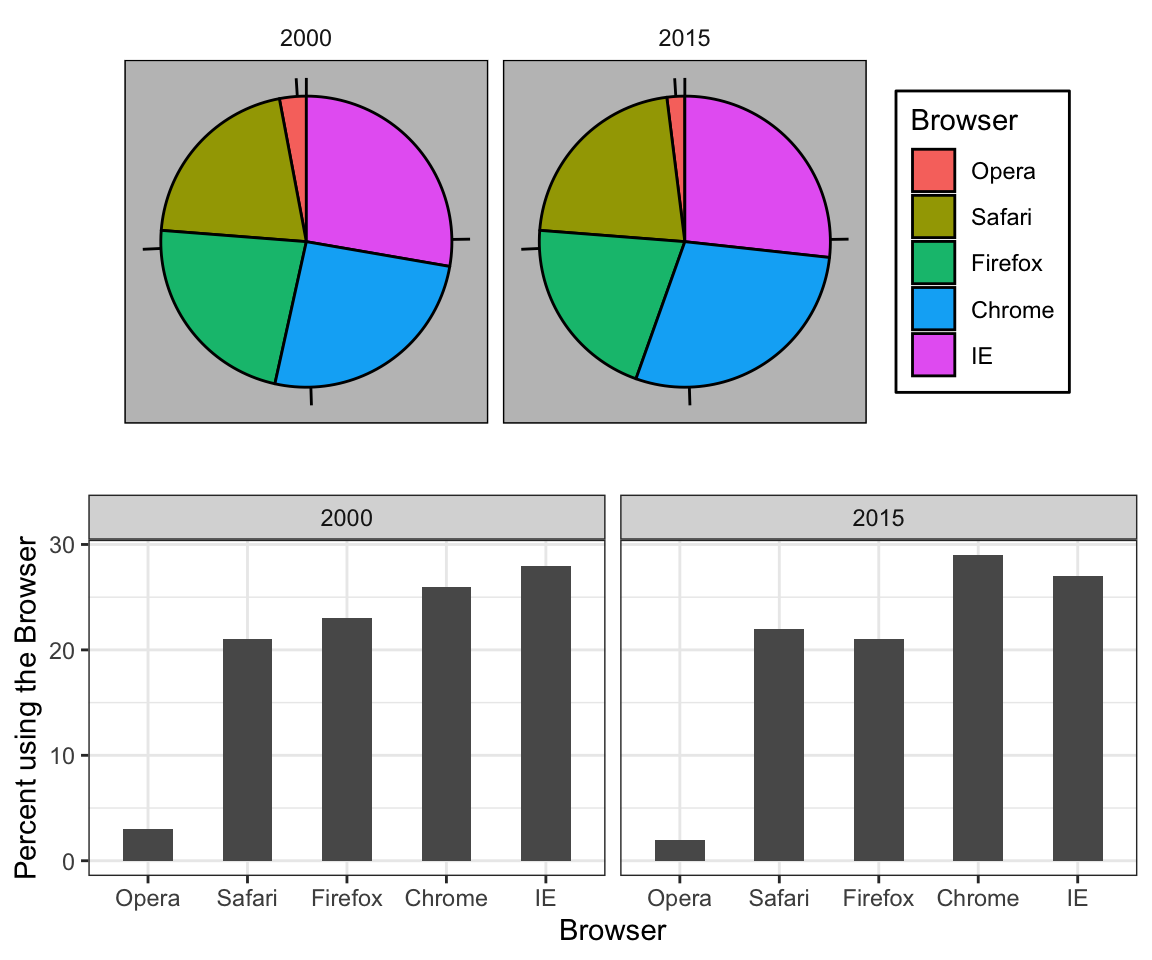 2000 2015
Browser
Opera
Safari
Firefox
Chrome
IE
2000 2015
Percent using the Browser
30
20
10
0
Opera Safari Firefox Chrome IE Opera Safari Firefox Chrome IE
Browser